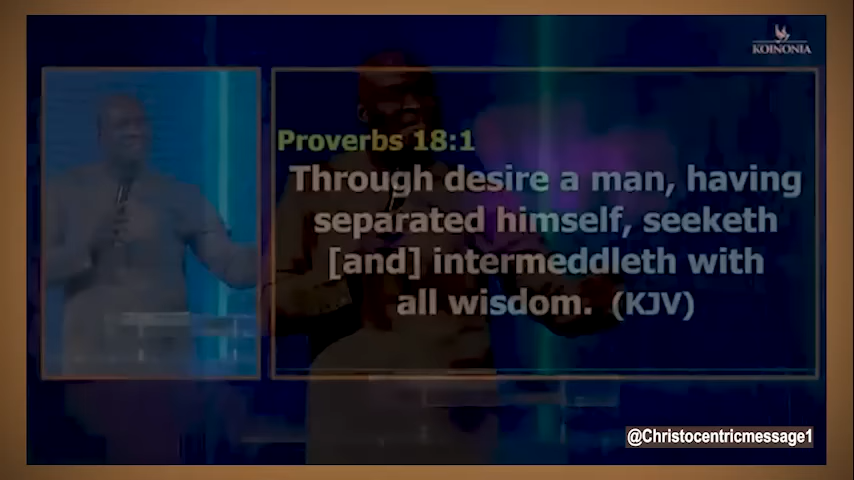 KOINONIA
Proverbs 18:1
Through desire a man, having
separated himself, seeketh
[and] intermeddleth with
all wisdom. (KJV)
@Christocentricmessage1